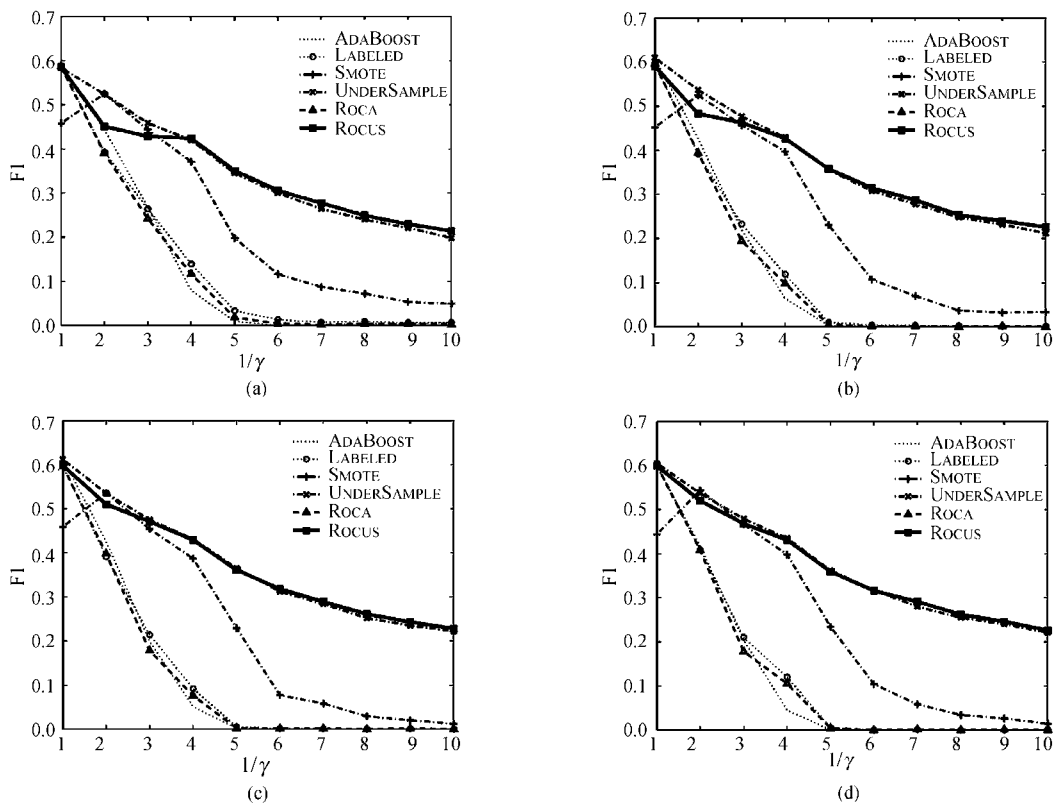 0.7
0.6
0.5
0.4
0.3
0.2
0.1
0.0
F1
ADABOOST
LABELED
SMOTE
UNDERSAMPLE
ROCA
ROCUS
1 2 3 4 5 6 7 8 9 10
1/γ
(a)
0.7
0.6
0.5
0.4
0.3
0.2
0.1
0.0
F1
ADABOOST
LABELED
SMOTE
UNDERSAMPLE
ROCA
ROCUS
1 2 3 4 5 6 7 8 9 10
1/γ
(b)
0.7
0.6
0.5
0.4
0.3
0.2
0.1
0.0
F1
ADABOOST
LABELED
SMOTE
UNDERSAMPLE
ROCA
ROCUS
1 2 3 4 5 6 7 8 9 10
1/γ
(c)
0.7
0.6
0.5
0.4
0.3
0.2
0.1
0.0
F1
ADABOOST
LABELED
SMOTE
UNDERSAMPLE
ROCA
ROCUS
1 2 3 4 5 6 7 8 9 10
1/γ
(d)